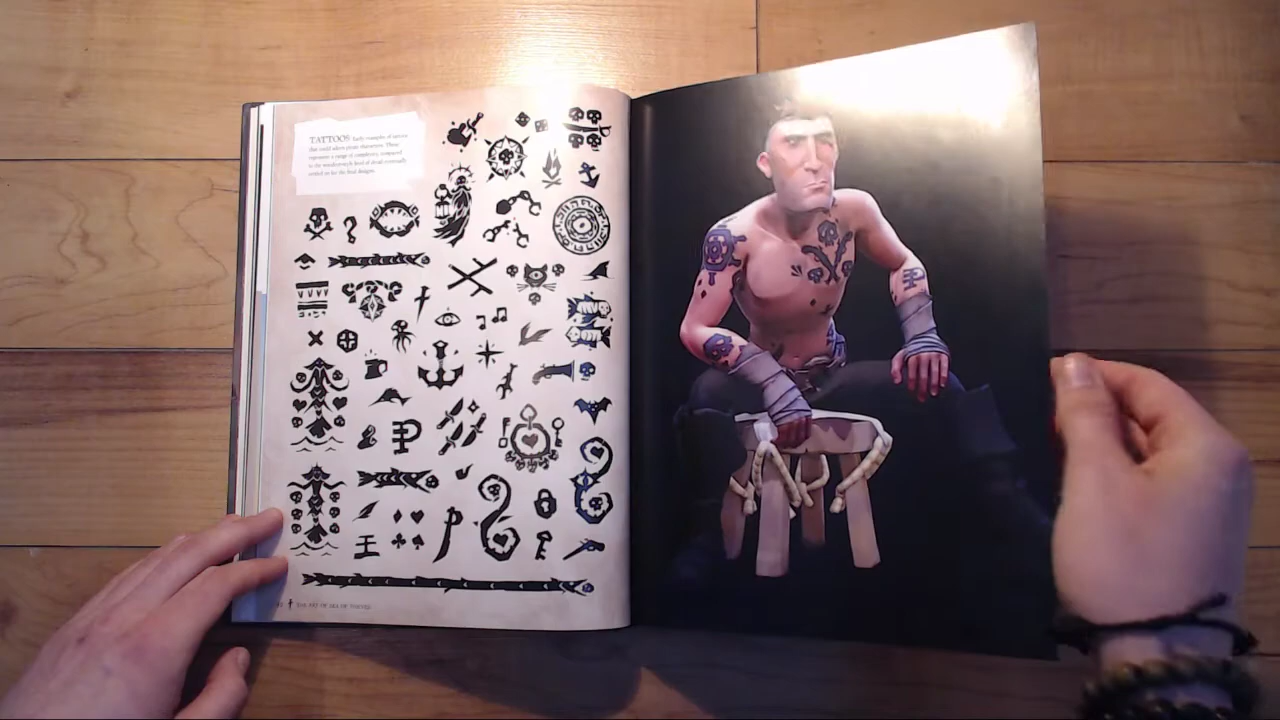 TATTOOS Early examples of tattoos
that could adorn pirate characters. These
represent a range of complexity, compared
to the woodcut-style level of detail eventually
settled on for the final designs.
THE ART OF SEA OF THIEVES